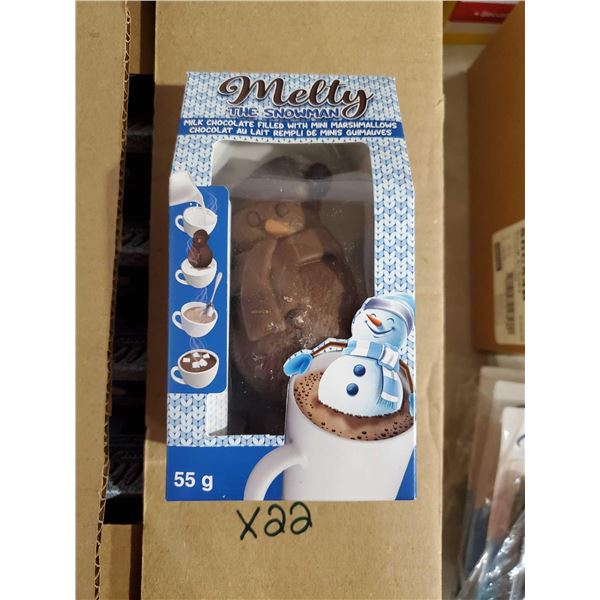 Melty
THE SNOWMAN
MILK CHOCOLATE FILLED WITH MINI MARSHMALLOWS
CHOCOLAT AU LAIT REMPLI DE MINIS GUIMAUVES
55 g
X22